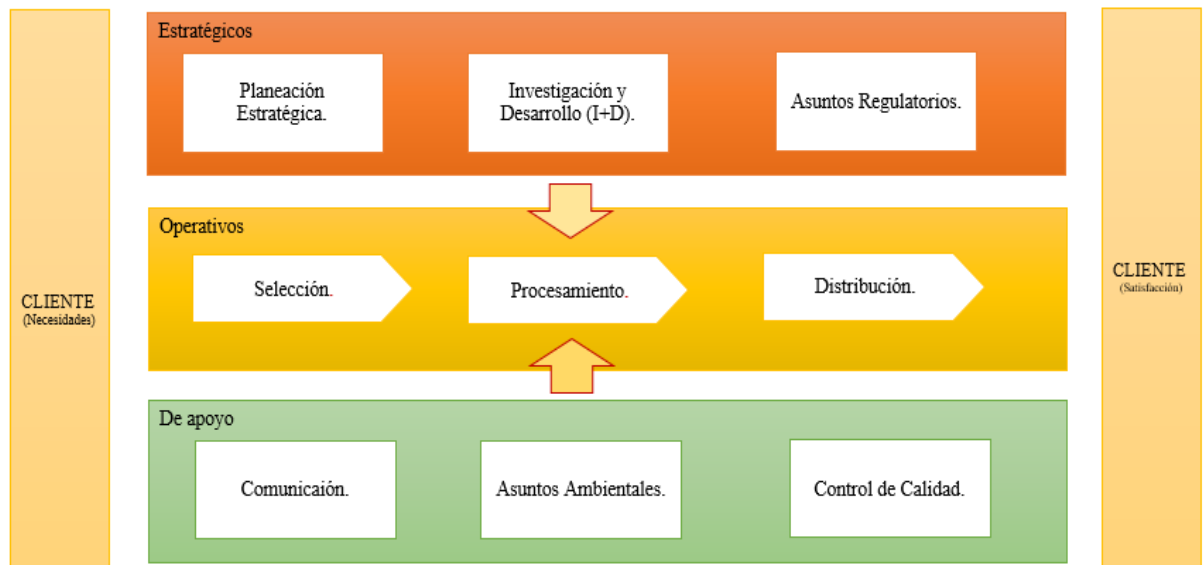 Estratégicos
Planeación
Estratégica.
Investigación y
Desarrollo (I+D).
Asuntos Regulatorios.
Operativos
Selección.
Procesamiento.
Distribución.
CLIENTE
(Necesidades)
CLIENTE
(Satisfacción)
De apoyo
Comunicaión.
Asuntos Ambientales.
Control de Calidad.